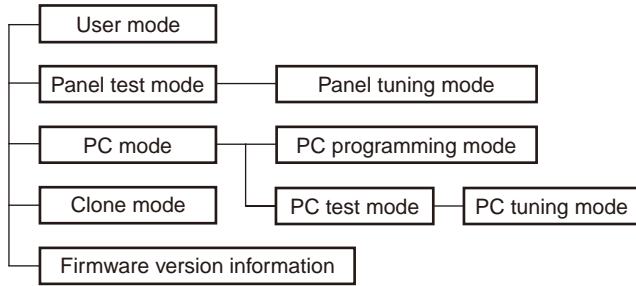 User mode
Panel test mode
Panel tuning mode
PC mode
PC programming mode
Clone mode
PC test mode
PC tuning mode
Firmware version information